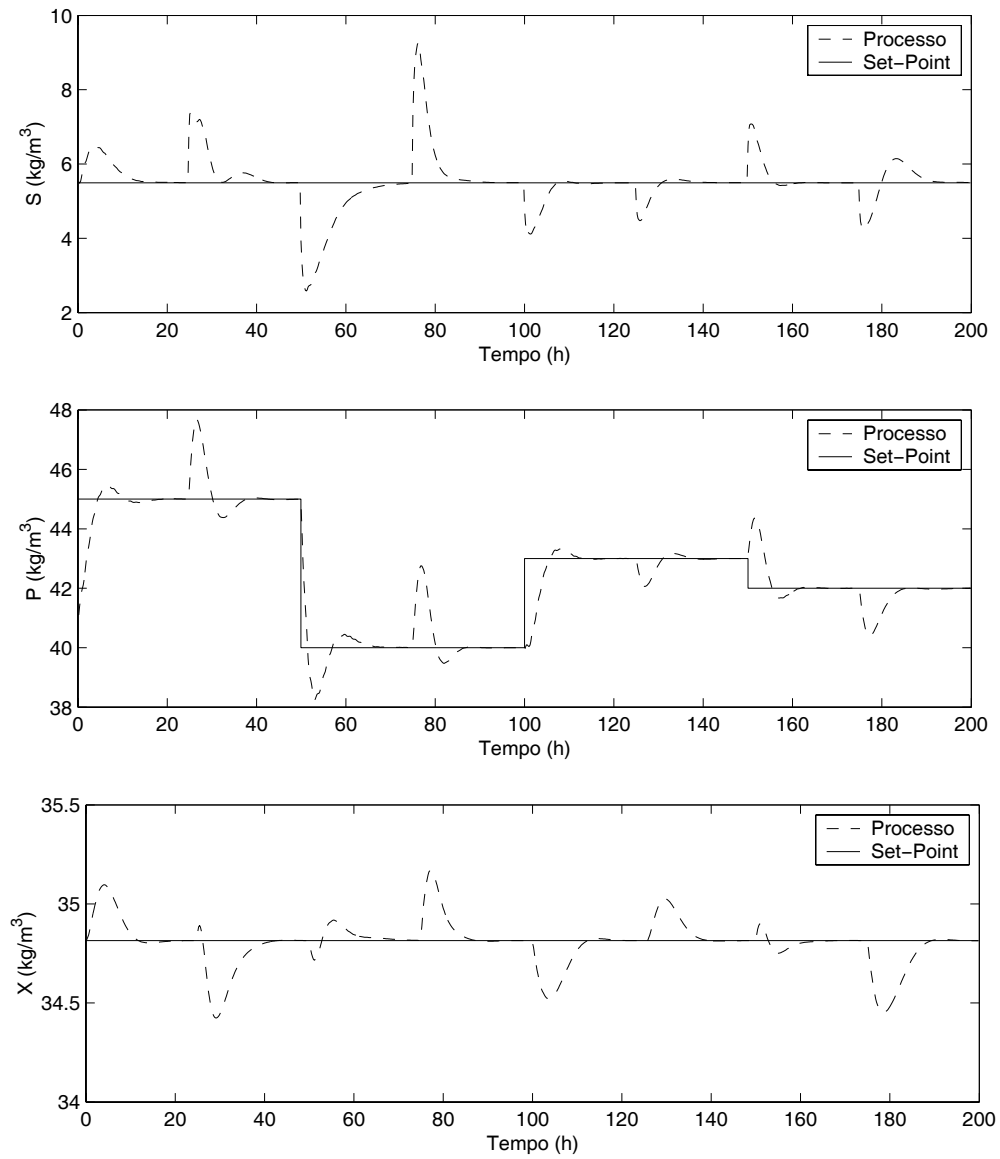 10
8
6
4
2
S (kg/m³)
Processo
Set−Point
0 20 40 60 80 100 120 140 160 180 200
Tempo (h)
48
46
44
42
40
38
P (kg/m³)
Processo
Set−Point
0 20 40 60 80 100 120 140 160 180 200
Tempo (h)
35.5
35
34.5
34
X (kg/m³)
Processo
Set−Point
0 20 40 60 80 100 120 140 160 180 200
Tempo (h)